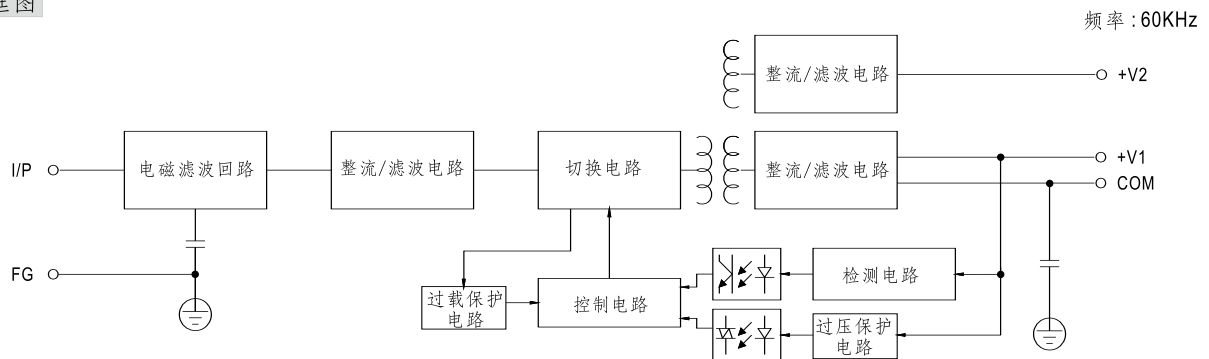 框图
频率：60KHz
整流/滤波电路
+V2
I/P
电磁滤波回路
整流/滤波电路
切换电路
整流/滤波电路
+V1
COM
FG
过载保护
电路
控制电路
检测电路
过压保护
电路